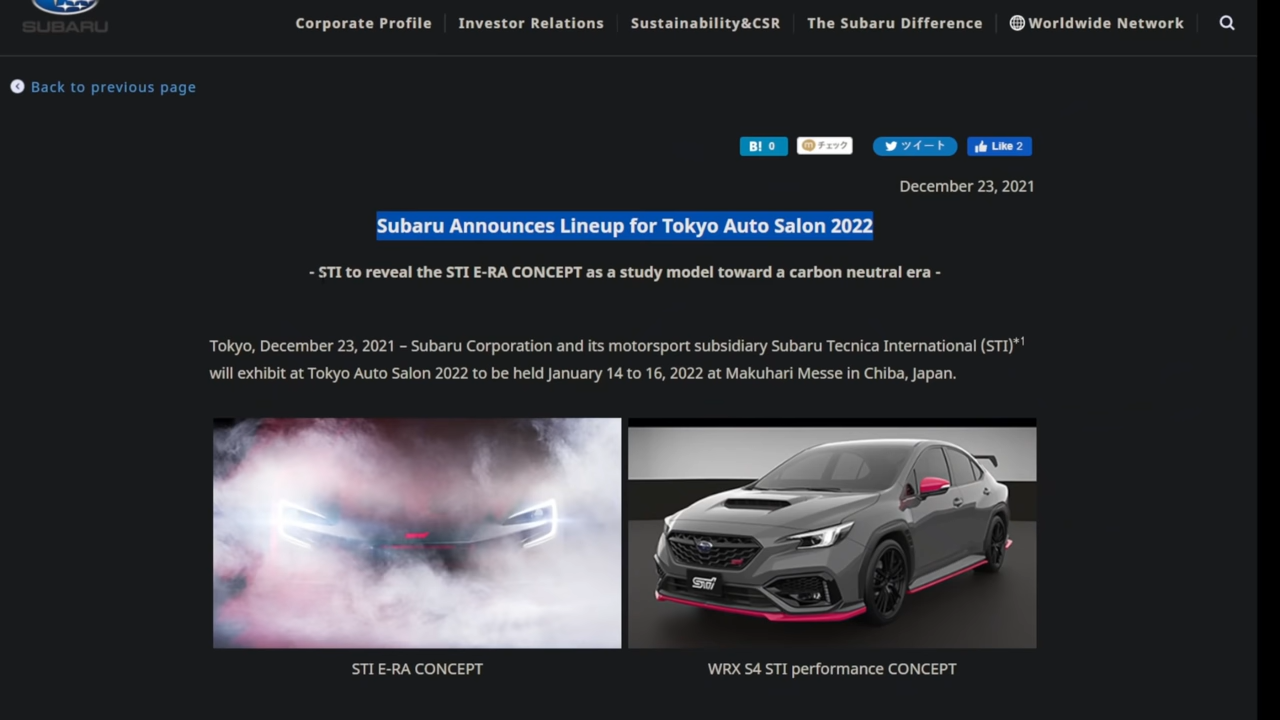 SUBARU
Corporate Profile
Investor Relations
Sustainability&CSR
The Subaru Difference
Worldwide Network
Back to previous page
B! 0
チェック
ツイート
Like 2
December 23, 2021
Subaru Announces Lineup for Tokyo Auto Salon 2022
- STI to reveal the STI E-RA CONCEPT as a study model toward a carbon neutral era -
Tokyo, December 23, 2021 – Subaru Corporation and its motorsport subsidiary Subaru Tecnica International (STI)*1
will exhibit at Tokyo Auto Salon 2022 to be held January 14 to 16, 2022 at Makuhari Messe in Chiba, Japan.
STI
STI E-RA CONCEPT
WRX S4 STI performance CONCEPT